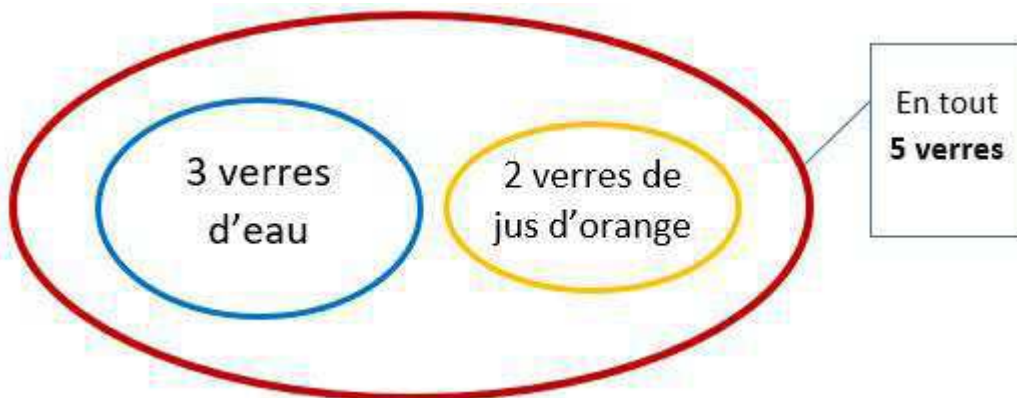 3 verres
d’eau
2 verres de
jus d’orange
En tout
5 verres